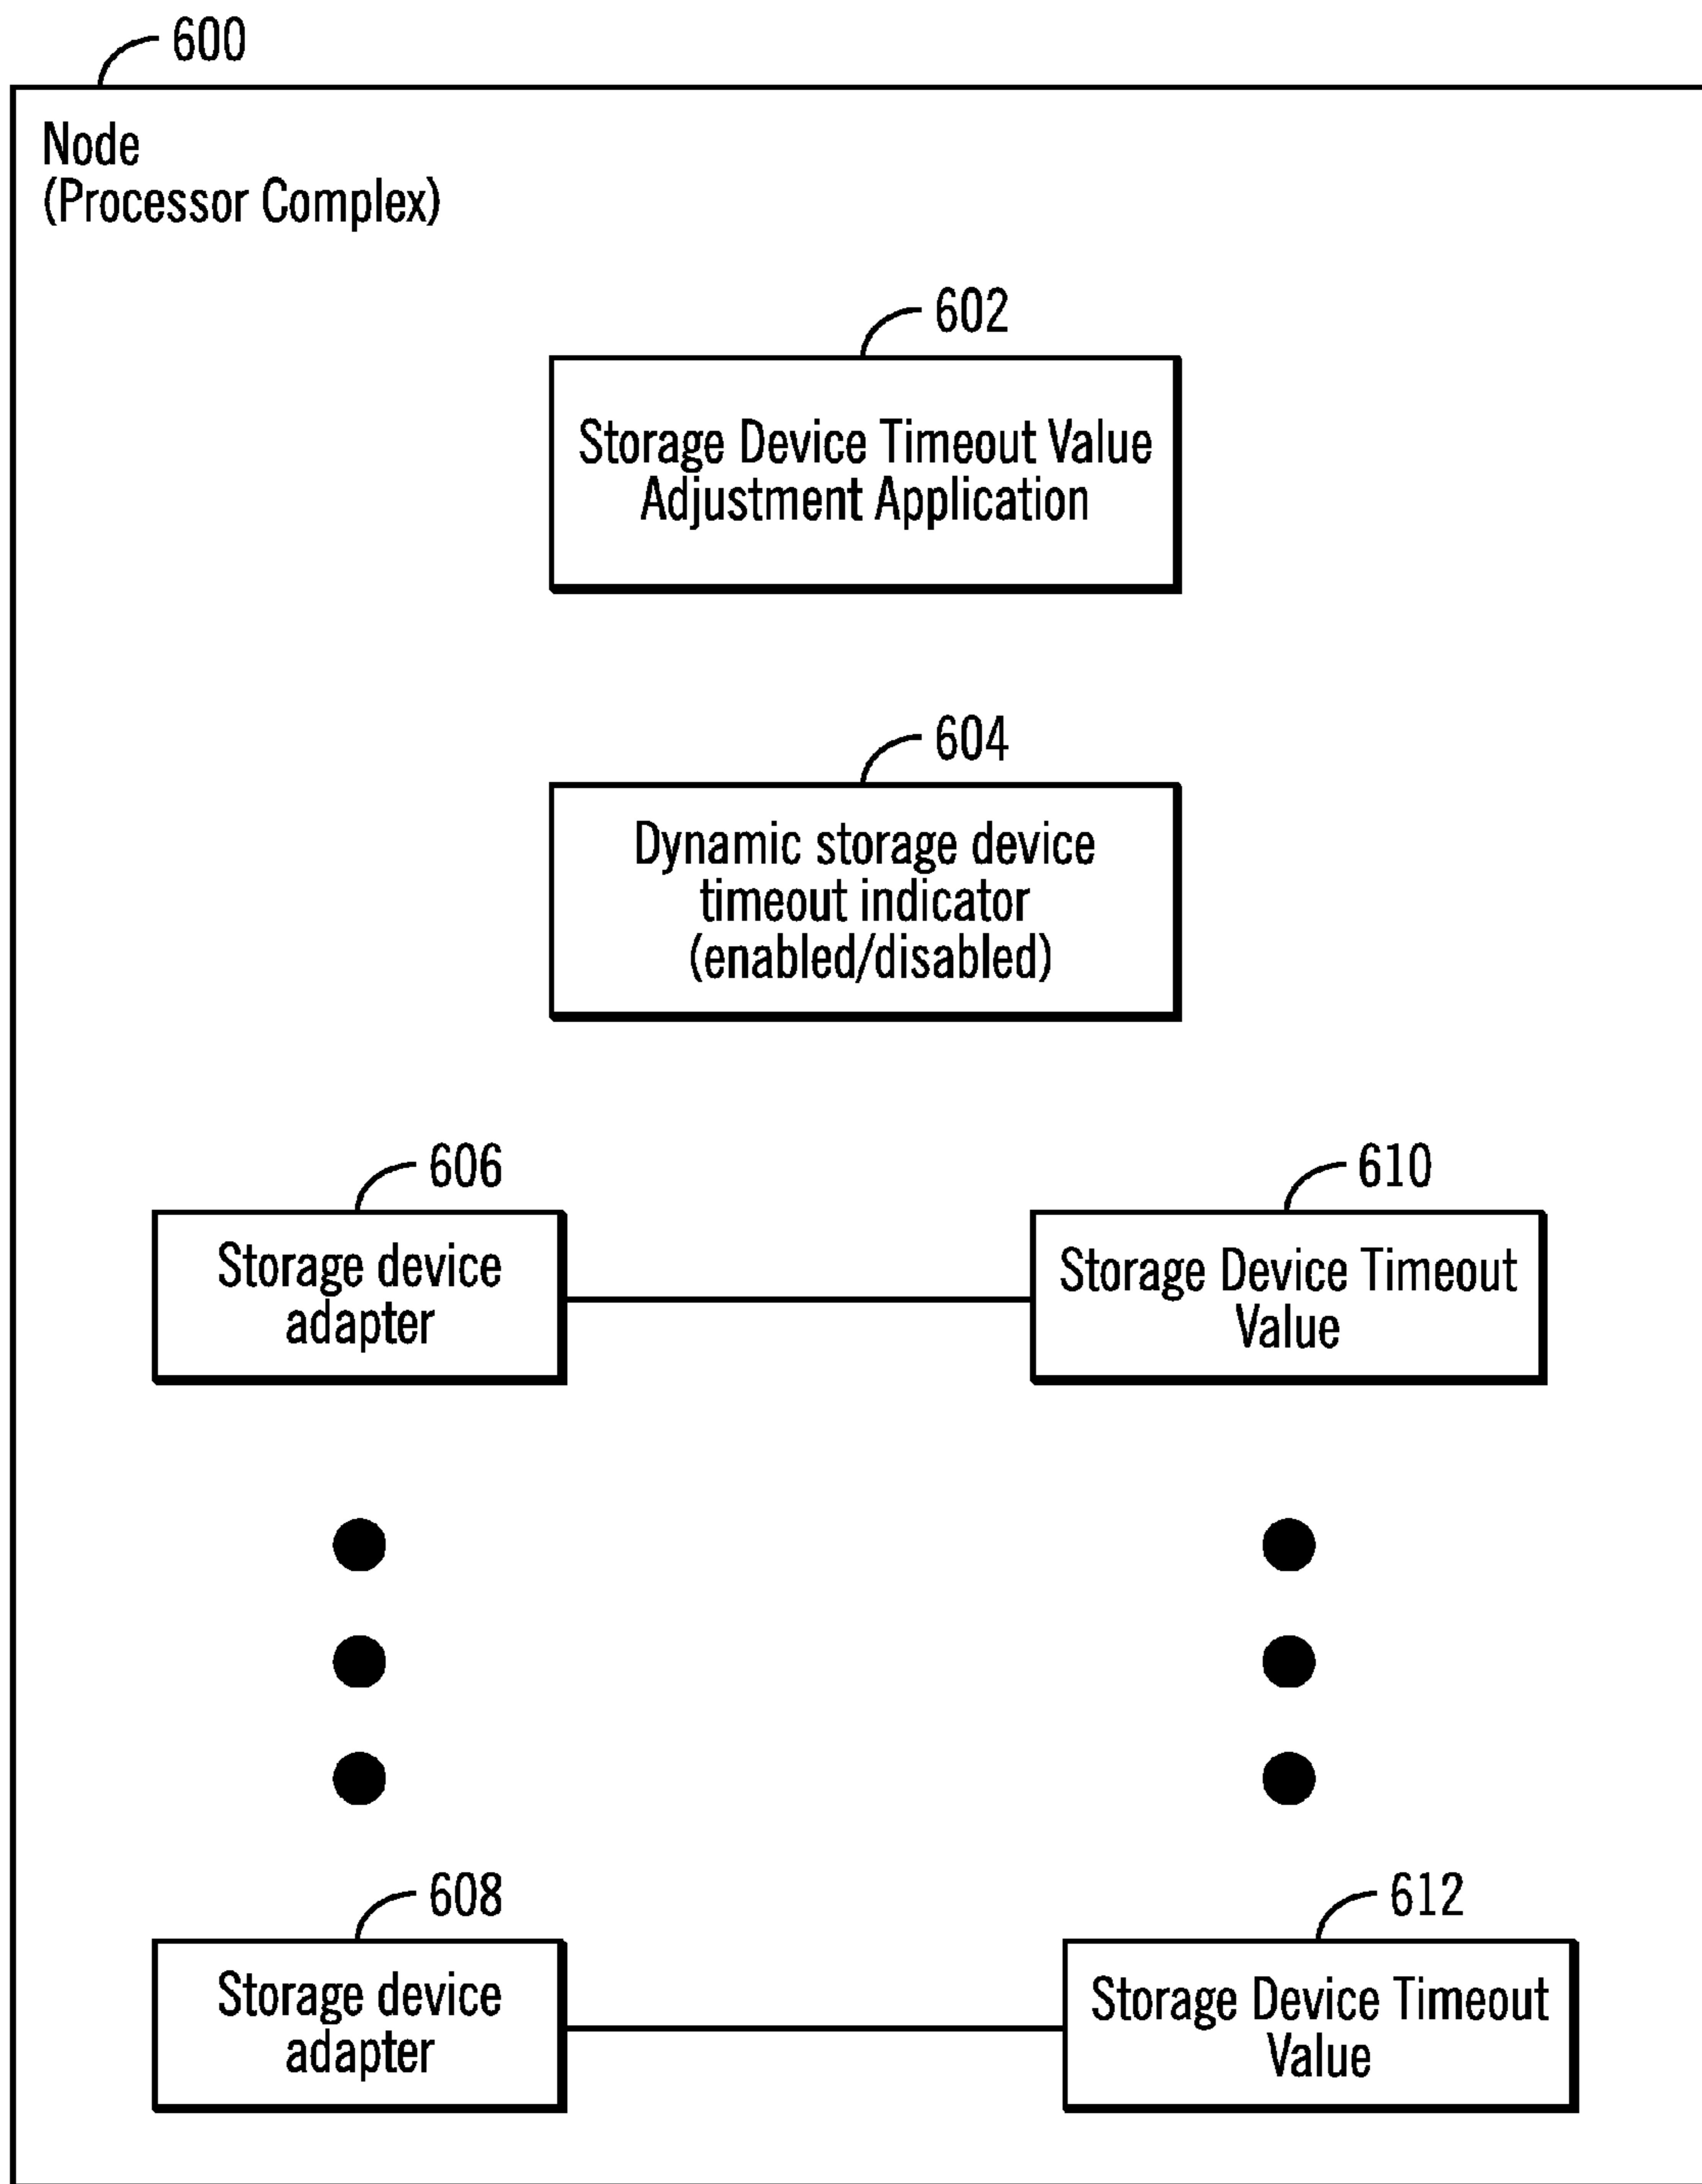 600
Node
(Processor Complex)
602
Storage Device Timeout Value
Adjustment Application
604
Dynamic storage device
timeout indicator
(enabled/disabled)
606
610
Storage device
adapter
Storage Device Timeout
Value
608
612
Storage device
adapter
Storage Device Timeout
Value